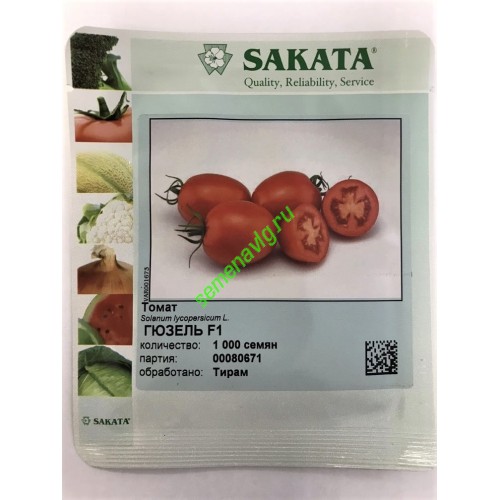 SAKATA®
Quality, Reliability, Service
semenavlg.ru
Томат
Solanum lycopersicum L.
ГЮЗЕЛЬ F1
количество: 1 000 семян
партия: 00080671
обработано: Тирам
SAKATA®